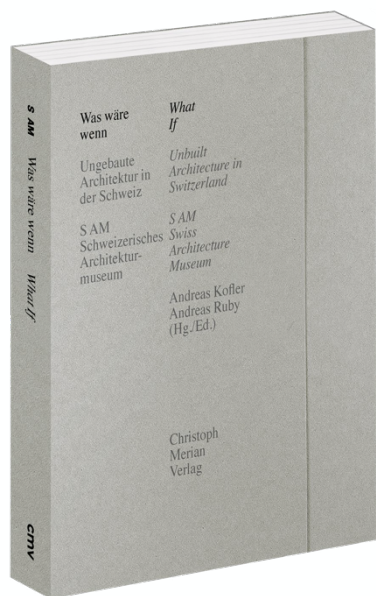 S AM
Was wäre wenn
What If
cmv
Was wäre
wenn
Ungebaute
Architektur in
der Schweiz
S AM
Schweizerisches
Architektur-
museum
What
If
Unbuilt
Architecture in
Switzerland
S AM
Swiss
Architecture
Museum
Andreas Kofler
Andreas Ruby
(Hg./Ed.)
Christoph
Merian
Verlag